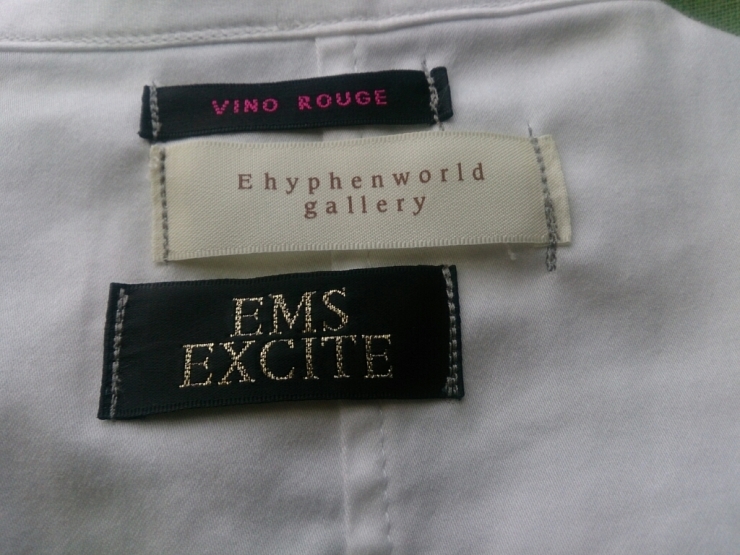 VINO ROUGE
Ehyphenworld
gallery
EMS
EXCITE